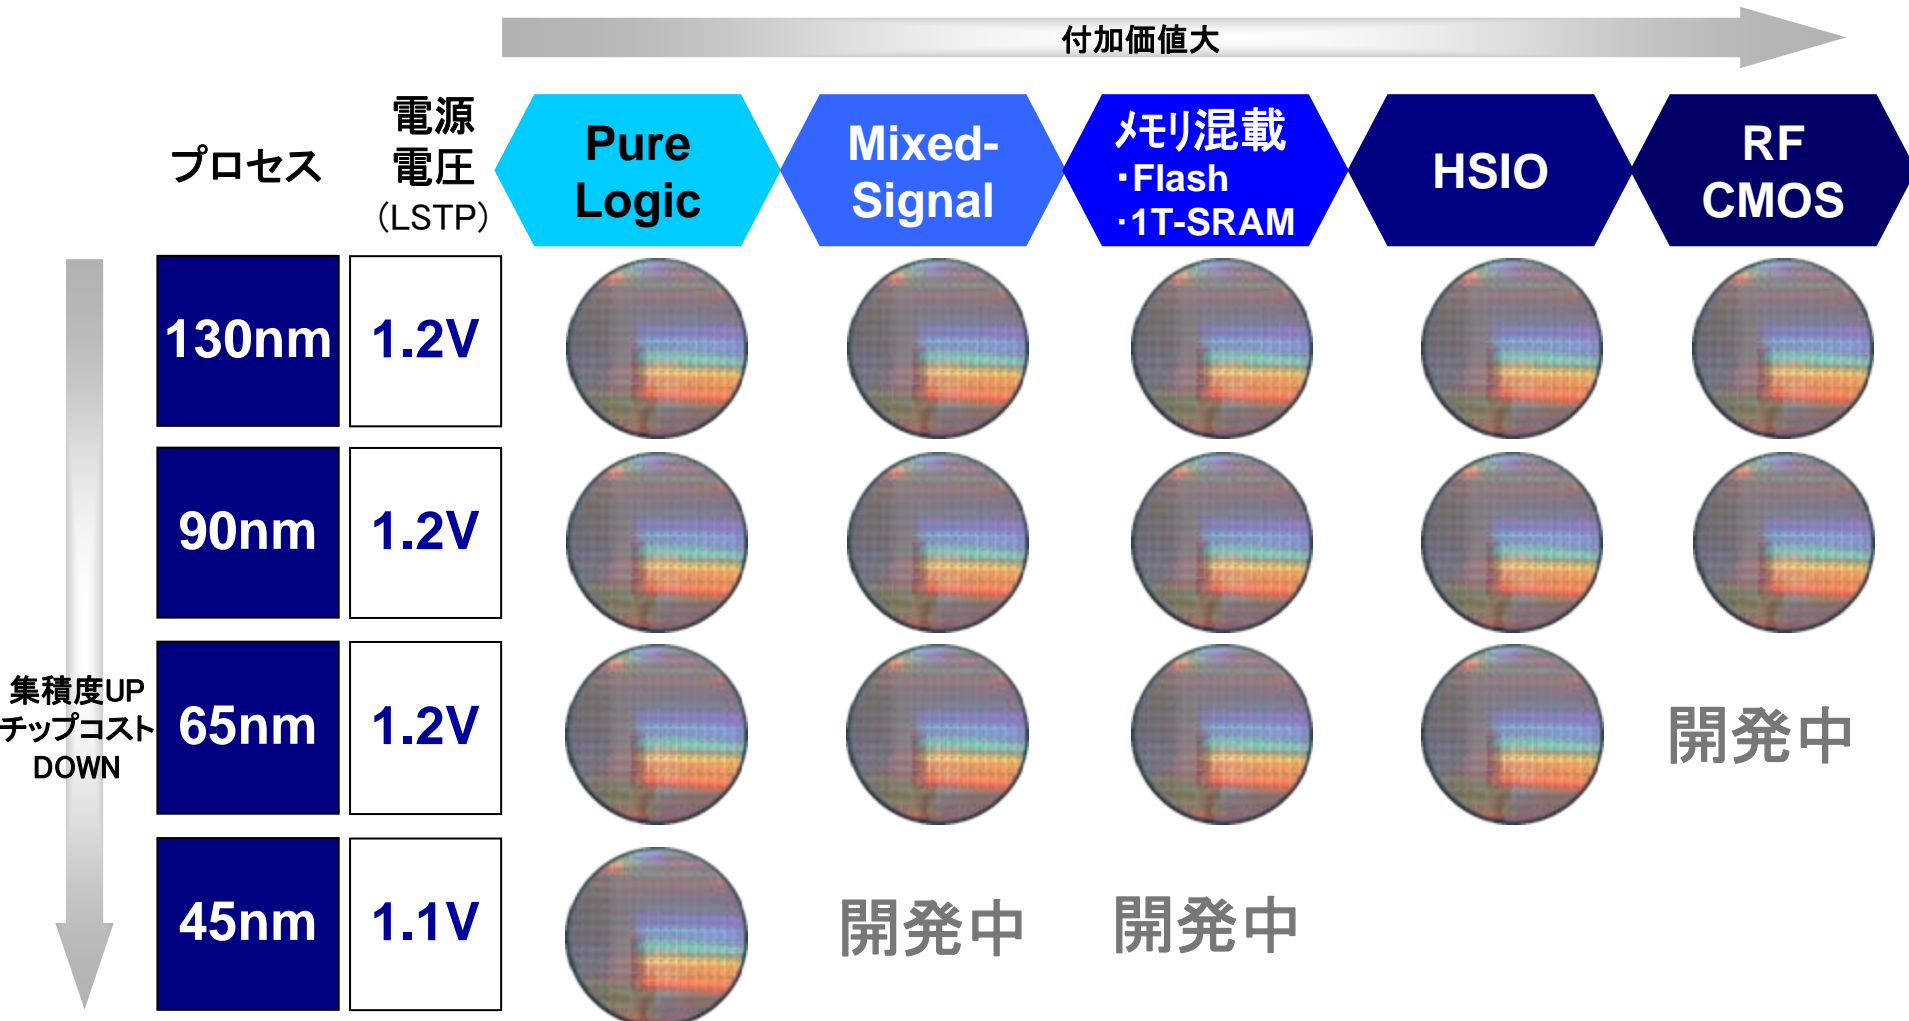 付加価値大
プロセス
電源
電圧
(LSTP)
Pure
Logic
Mixed-
Signal
ﾒﾓﾘ混載
・Flash
・1T-SRAM
HSIO
RF
CMOS
130nm
1.2V
90nm
1.2V
集積度UP
チップコスト
DOWN
65nm
1.2V
開発中
45nm
1.1V
開発中
開発中